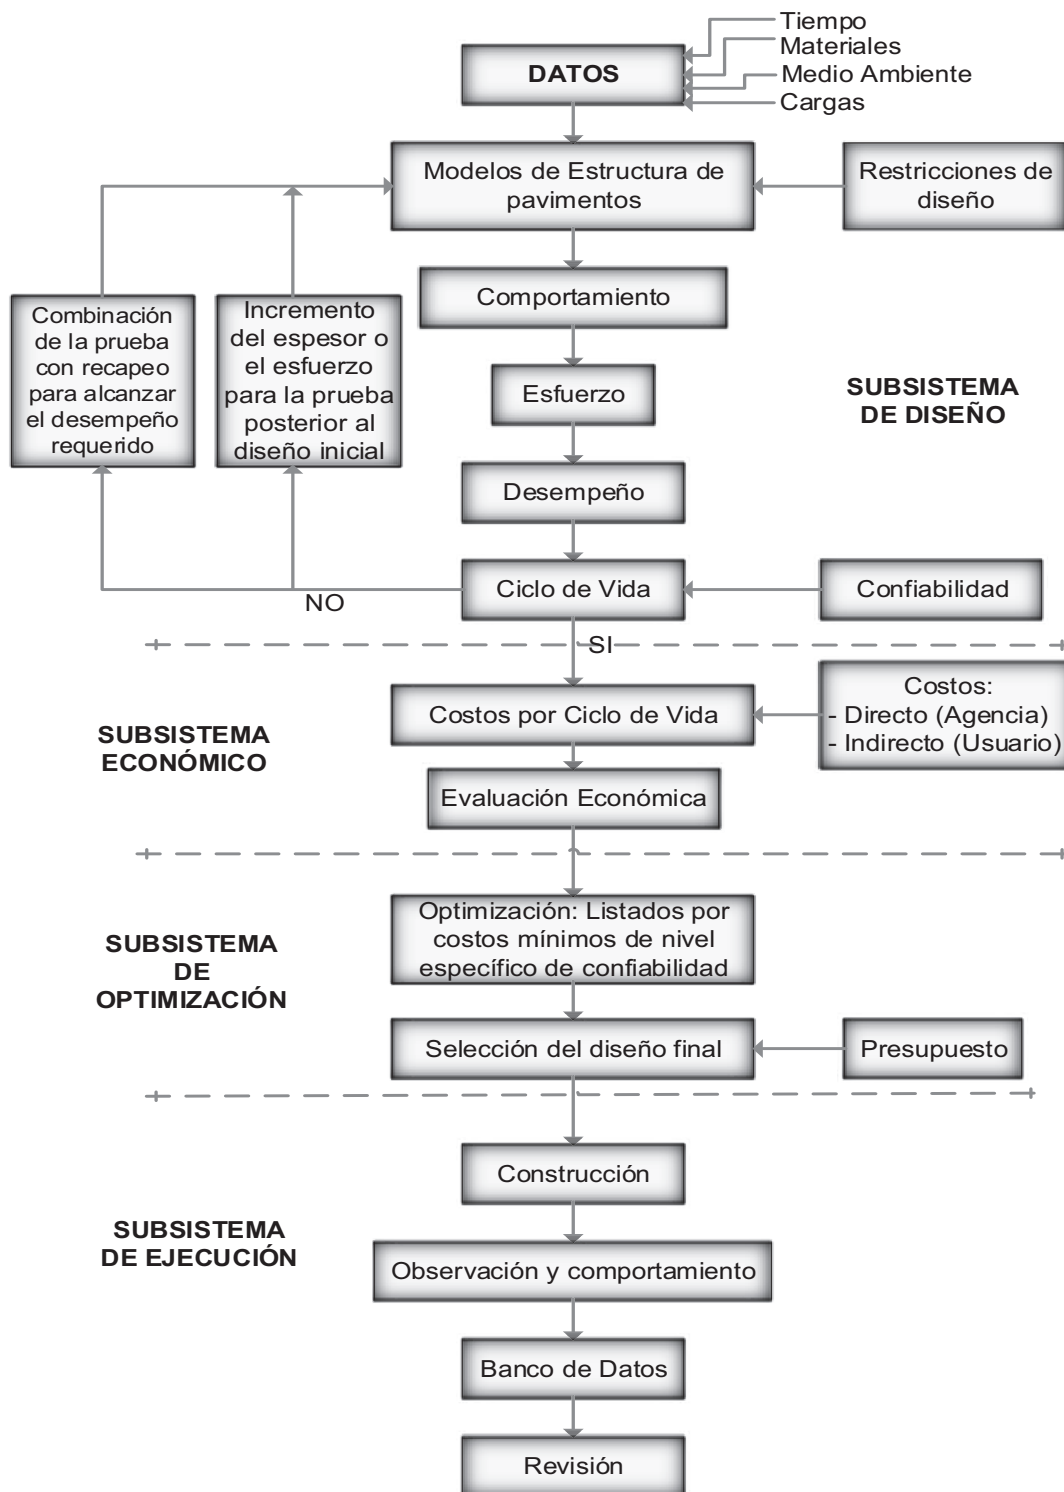 Tiempo
Materiales
DATOS
Medio Ambiente
Cargas
Modelos de Estructura de
pavimentos
Restricciones de
diseño
Comportamiento
Combinación
de la prueba
con recapeo
para alcanzar
el desempeño
requerido
Incremento
del espesor o
el esfuerzo
para la prueba
posterior al
diseño inicial
Esfuerzo
SUBSISTEMA
DE DISEÑO
Desempeño
Ciclo de Vida
Confiabilidad
NO
SI
SUBSISTEMA
ECONÓMICO
Costos por Ciclo de Vida
Costos:
- Directo (Agencia)
- Indirecto (Usuario)
Evaluación Económica
SUBSISTEMA
DE
OPTIMIZACIÓN
Optimización: Listados por
costos mínimos de nivel
específico de confiabilidad
Selección del diseño final
Presupuesto
Construcción
SUBSISTEMA
DE EJECUCIÓN
Observación y comportamiento
Banco de Datos
Revisión